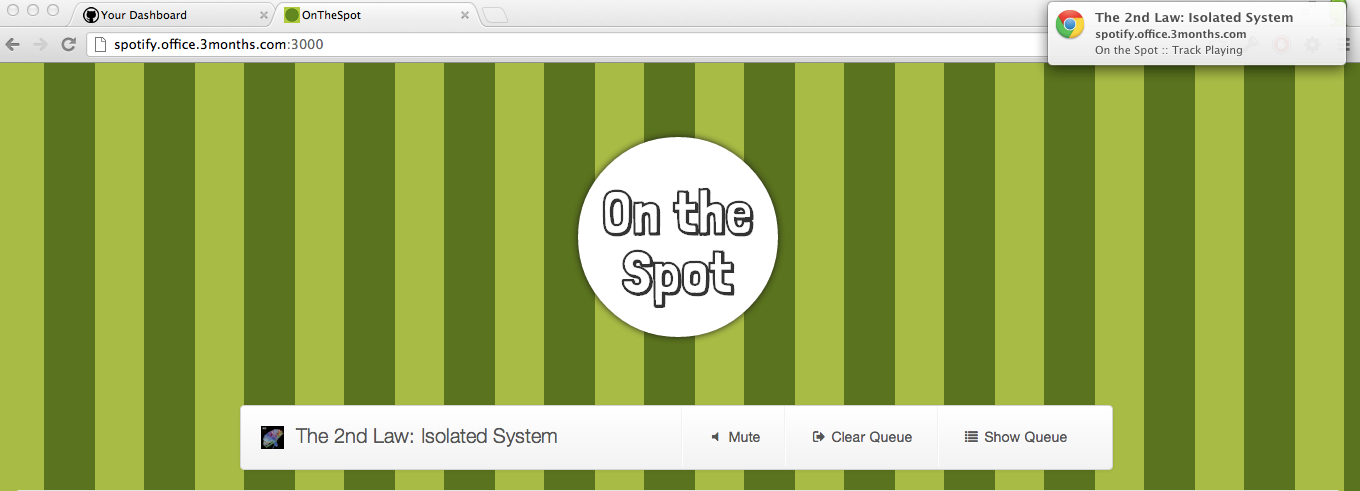 Your Dashboard
OnTheSpot
spotify.office.3months.com:3000
The 2nd Law: Isolated System
spotify.office.3months.com
On the Spot :: Track Playing
On the
Spot
The 2nd Law: Isolated System
Mute
Clear Queue
Show Queue